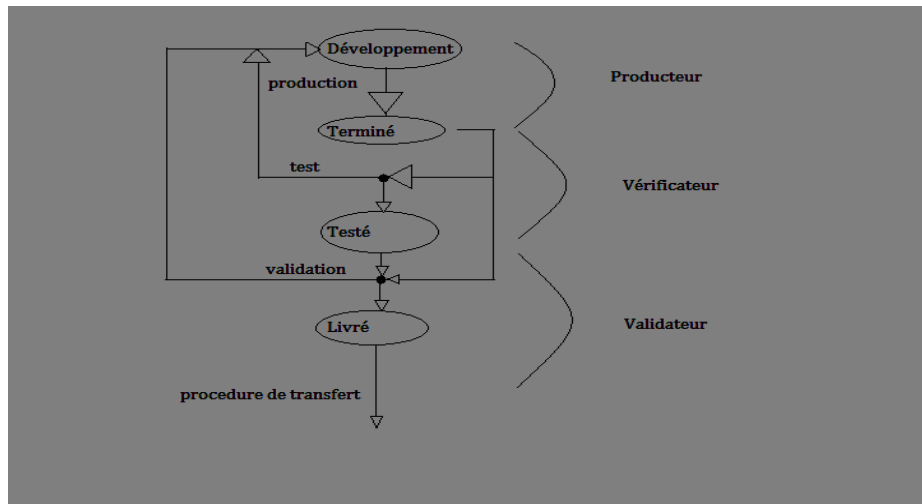 Développement
production
Producteur
Terminé
test
Vérificateur
Testé
validation
Livré
Validateur
procedure de transfert